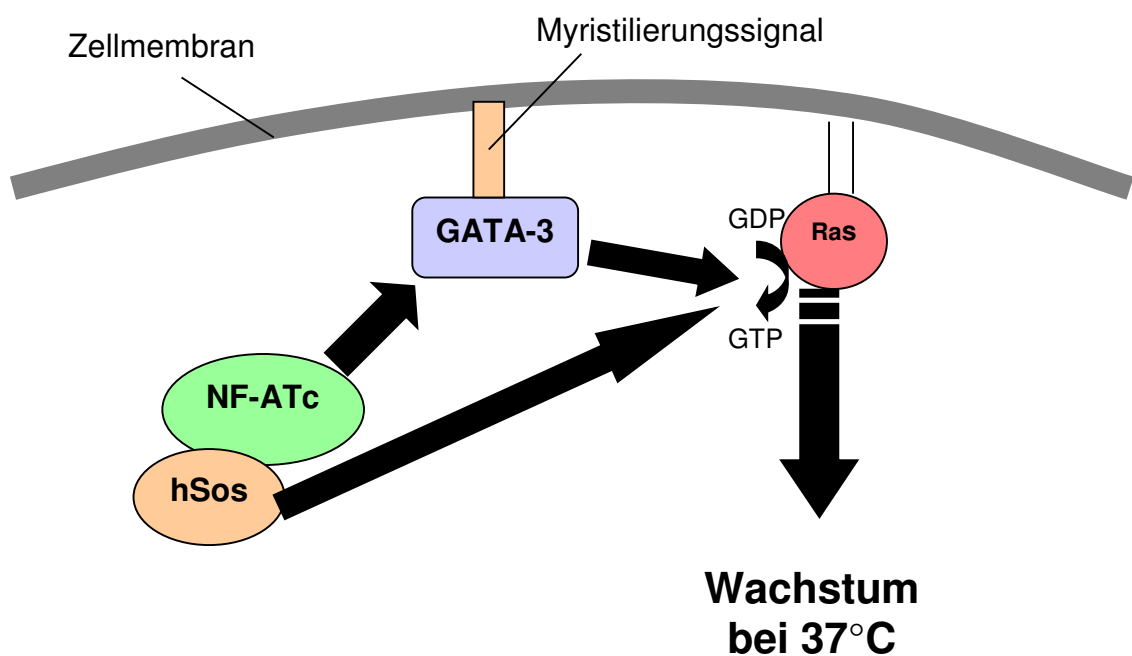 Myristilierungssignal
Zellmembran
GDP
Ras
GATA-3
GTP
NF-ATc
hSos
Wachstum
bei 37°C